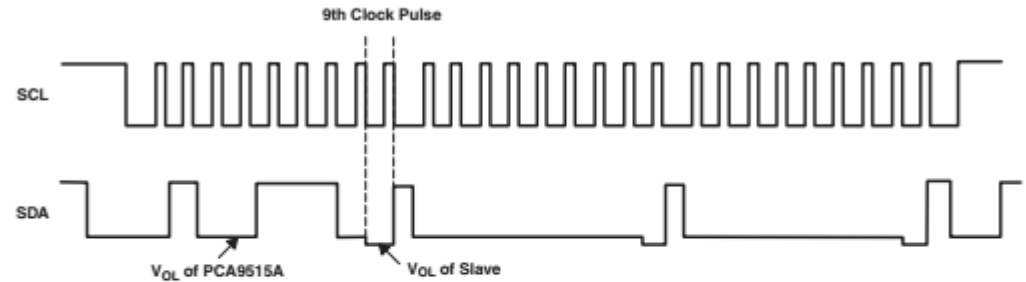 9th Clock Pulse
SCL
SDA
VOL of PCA9515A
VOL of Slave